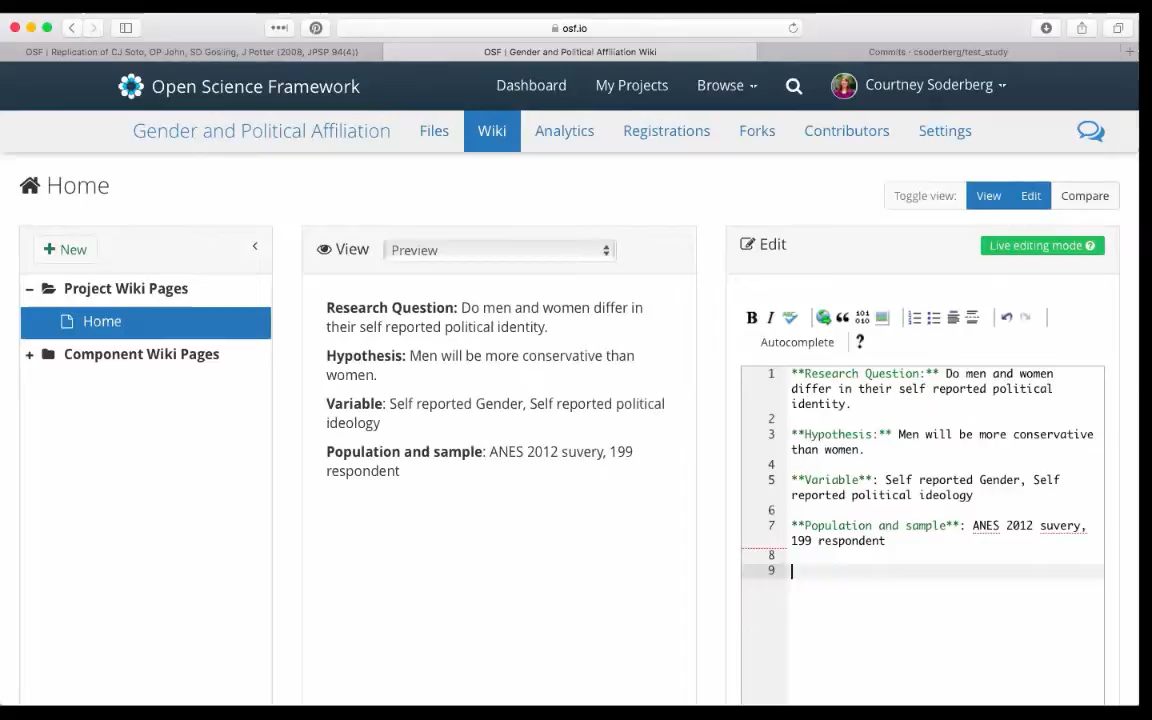 osf.io
OSF | Replication of CJ Soto, OP John, SD Gosling, J Potter (2008, JPSP 94(4))
OSF | Gender and Political Affiliation Wiki
Commits · csoderberg/test_study
Open Science Framework
Dashboard
My Projects
Browse
Courtney Soderberg
Gender and Political Affiliation
Files
Wiki
Analytics
Registrations
Forks
Contributors
Settings
Home
Toggle view:
View
Edit
Compare
New
Project Wiki Pages
Home
Component Wiki Pages
View
Preview
Research Question: Do men and women differ in
their self reported political identity.
Hypothesis: Men will be more conservative than
women.
Variable: Self reported Gender, Self reported political
ideology
Population and sample: ANES 2012 suvery, 199
respondent
Edit
Live editing mode
B I
101
010
Autocomplete
?
1 **Research Question:** Do men and women
differ in their self reported political
identity.
2
3 **Hypothesis:** Men will be more conservative
than women.
4
5 **Variable**: Self reported Gender, Self
reported political ideology
6
7 **Population and sample**: ANES 2012 suvery,
199 respondent
8
9